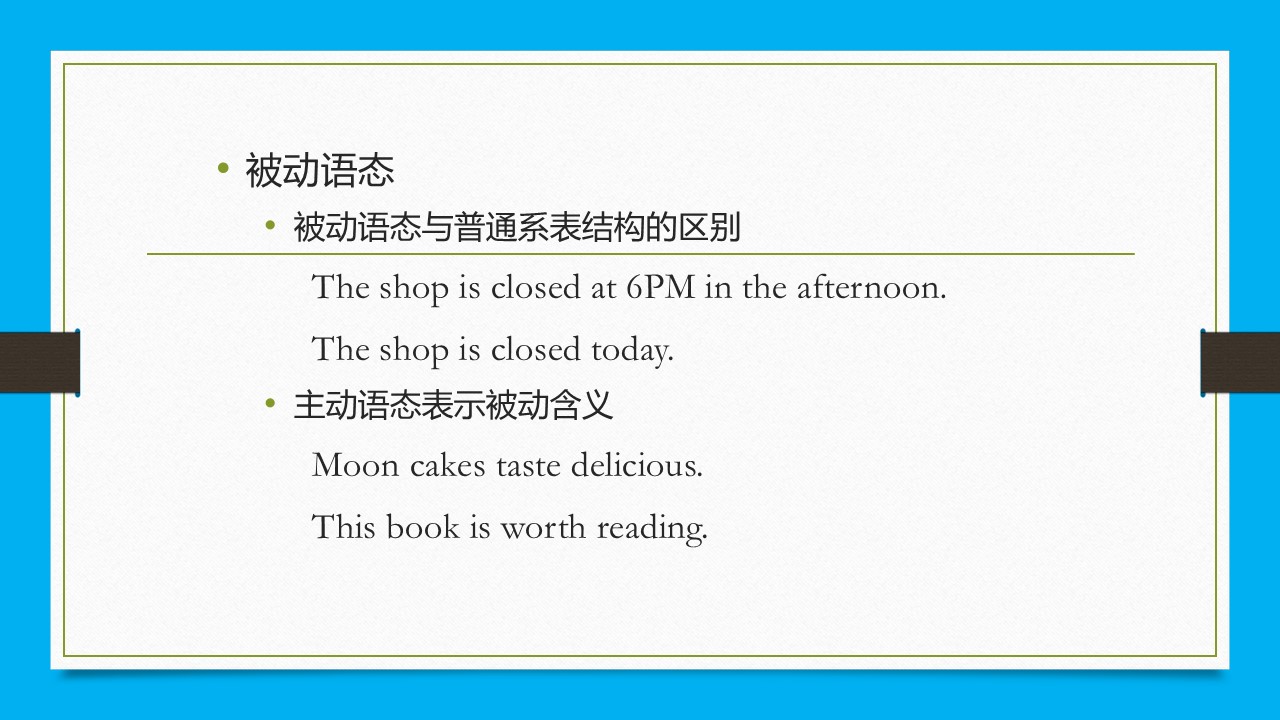 • 被动语态
• 被动语态与普通系表结构的区别
The shop is closed at 6PM in the afternoon.
The shop is closed today.
• 主动语态表示被动含义
Moon cakes taste delicious.
This book is worth reading.